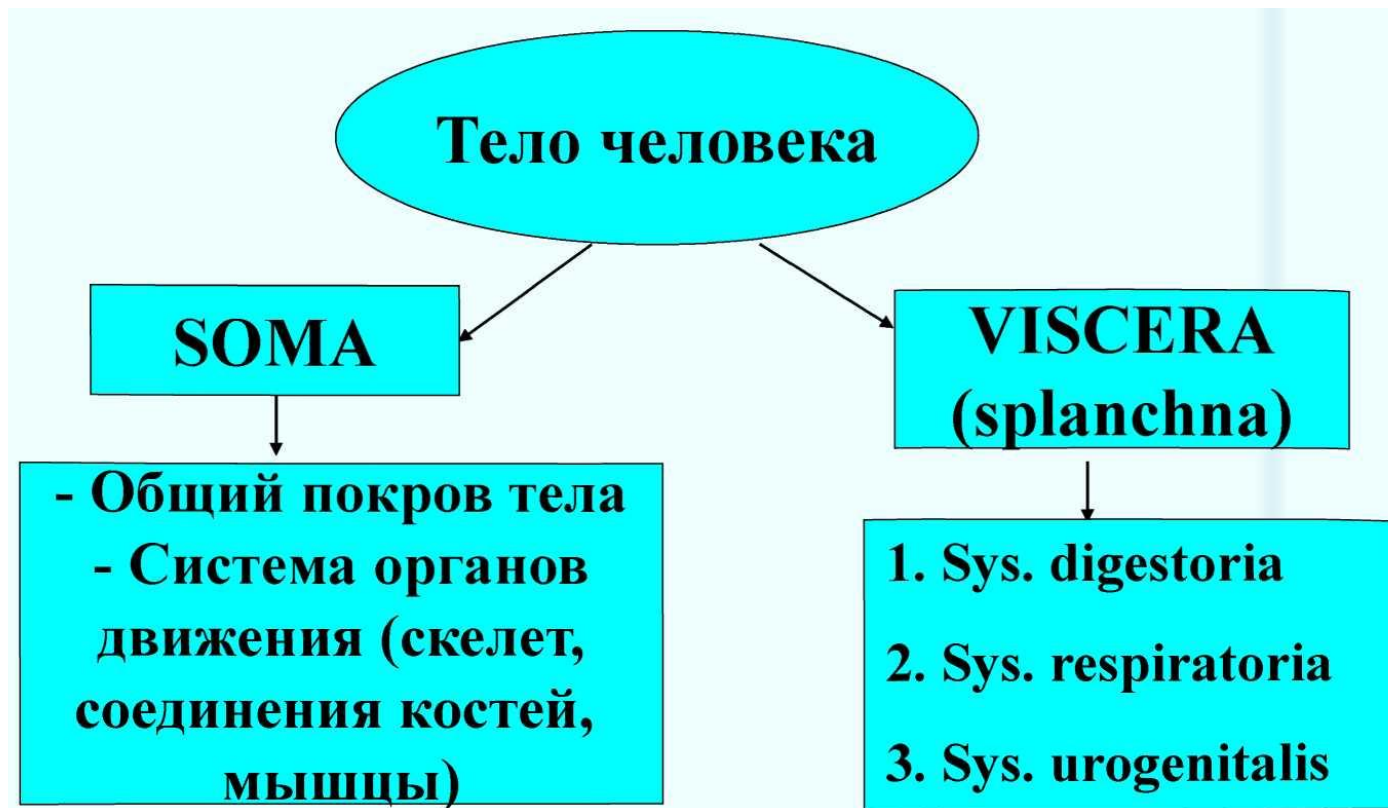 Тело человека
SOMA
VISCERA
(splanchna)
- Общий покров тела
- Система органов
движения (скелет,
соединения костей,
мышцы)
1. Sys. digestoria
2. Sys. respiratoria
3. Sys. urogenitalis